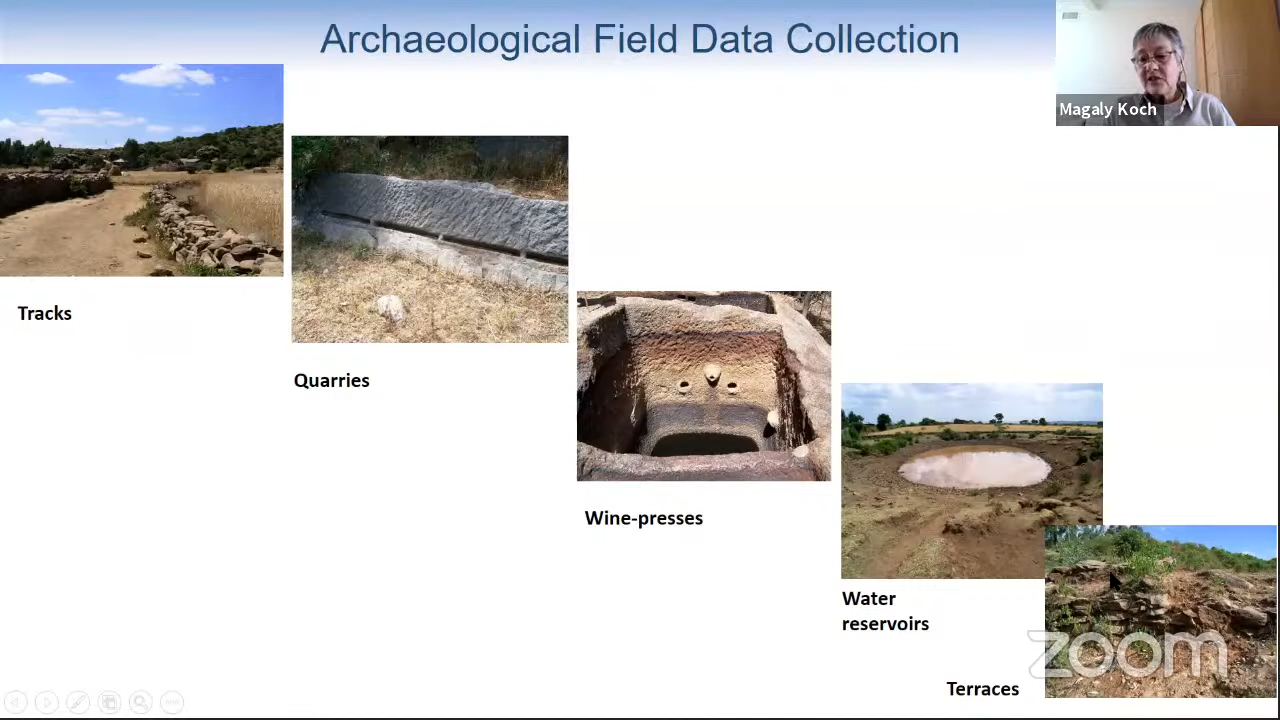 Archaeological Field Data Collection
Magaly Koch
Tracks
Quarries
Wine-presses
Water
reservoirs
Terraces
zoom